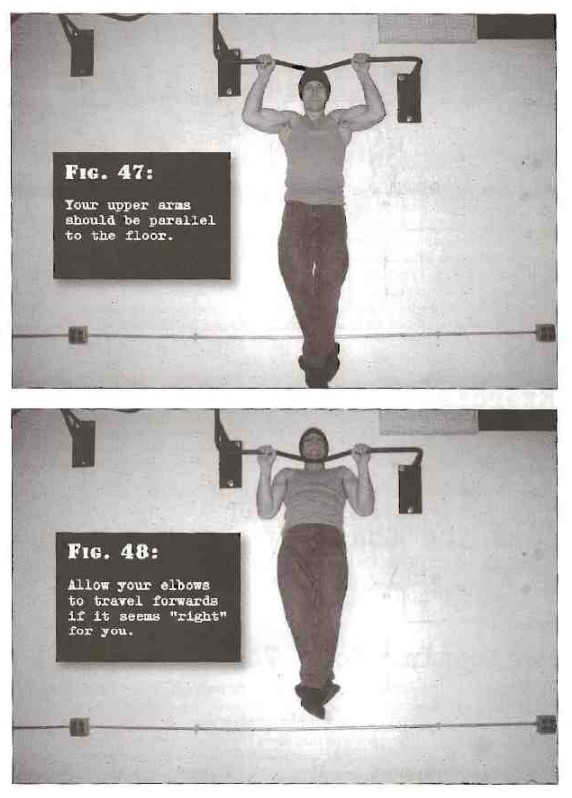 FIG. 47:
Your upper arms
should be parallel
to the floor.
FIG. 48:
Allow your elbows
to travel forwards
if it seems "right"
for you.